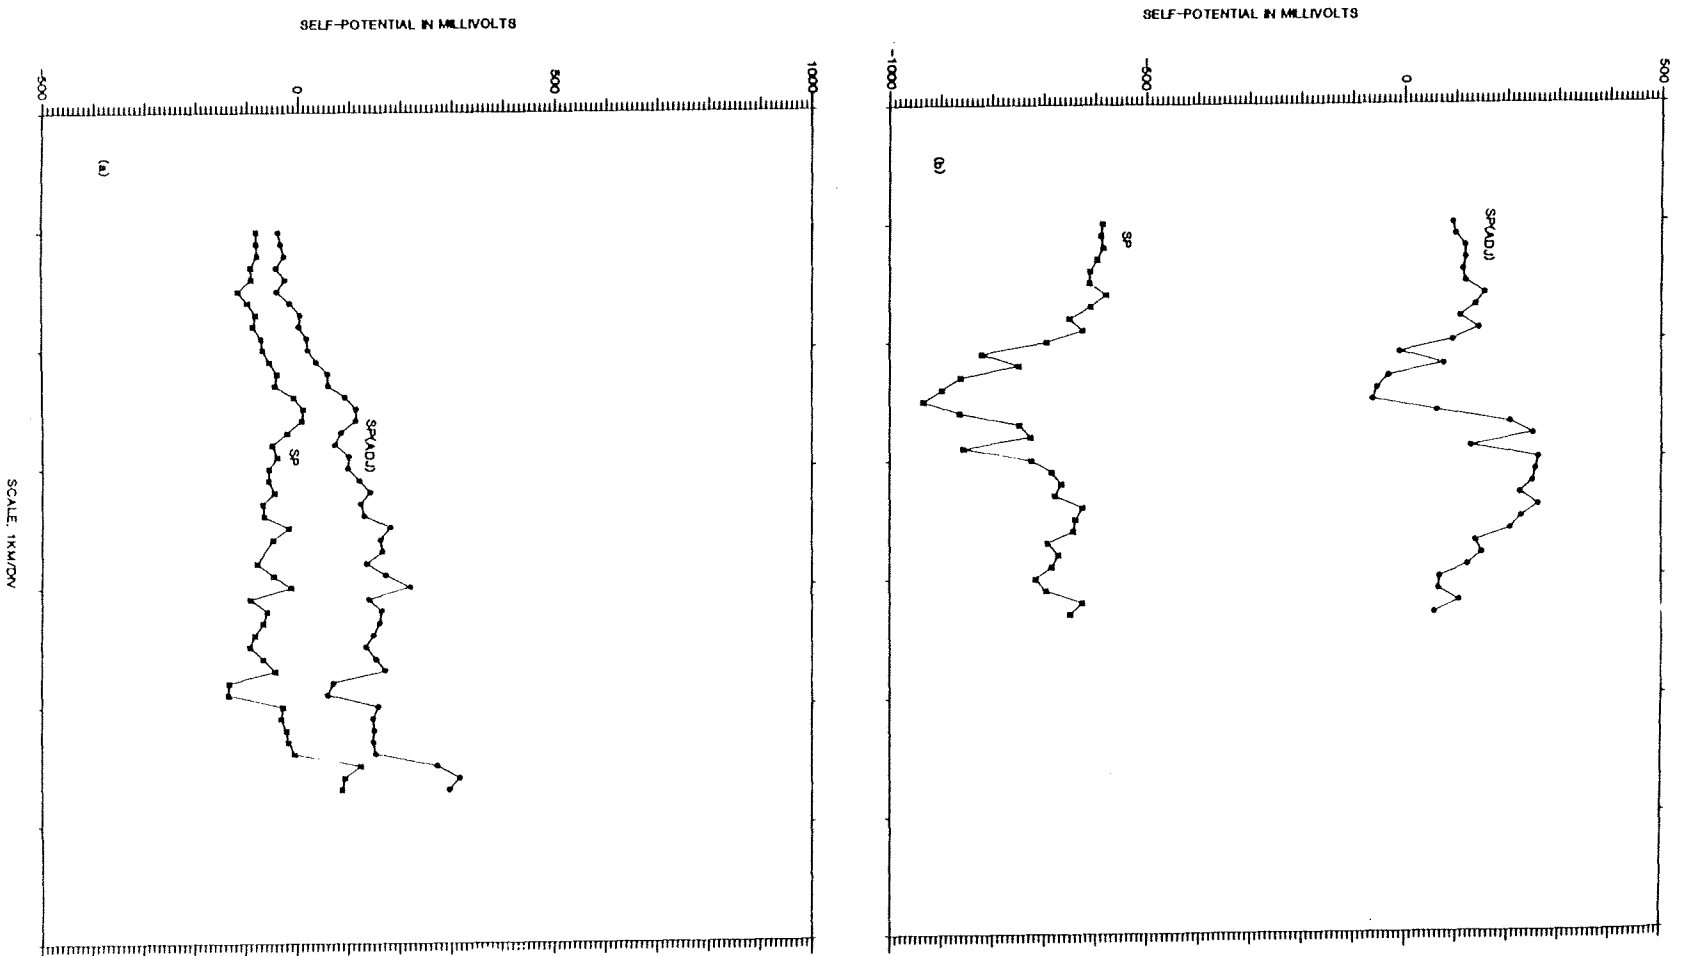 SELF-POTENTIAL IN MILLIVOLTS
-500
0
500
1000
(a)
SP(ADJ)
SP
SCALE, 1KM/DIV
SELF-POTENTIAL IN MILLIVOLTS
-1000
-500
0
500
(b)
SP(ADJ)
SP